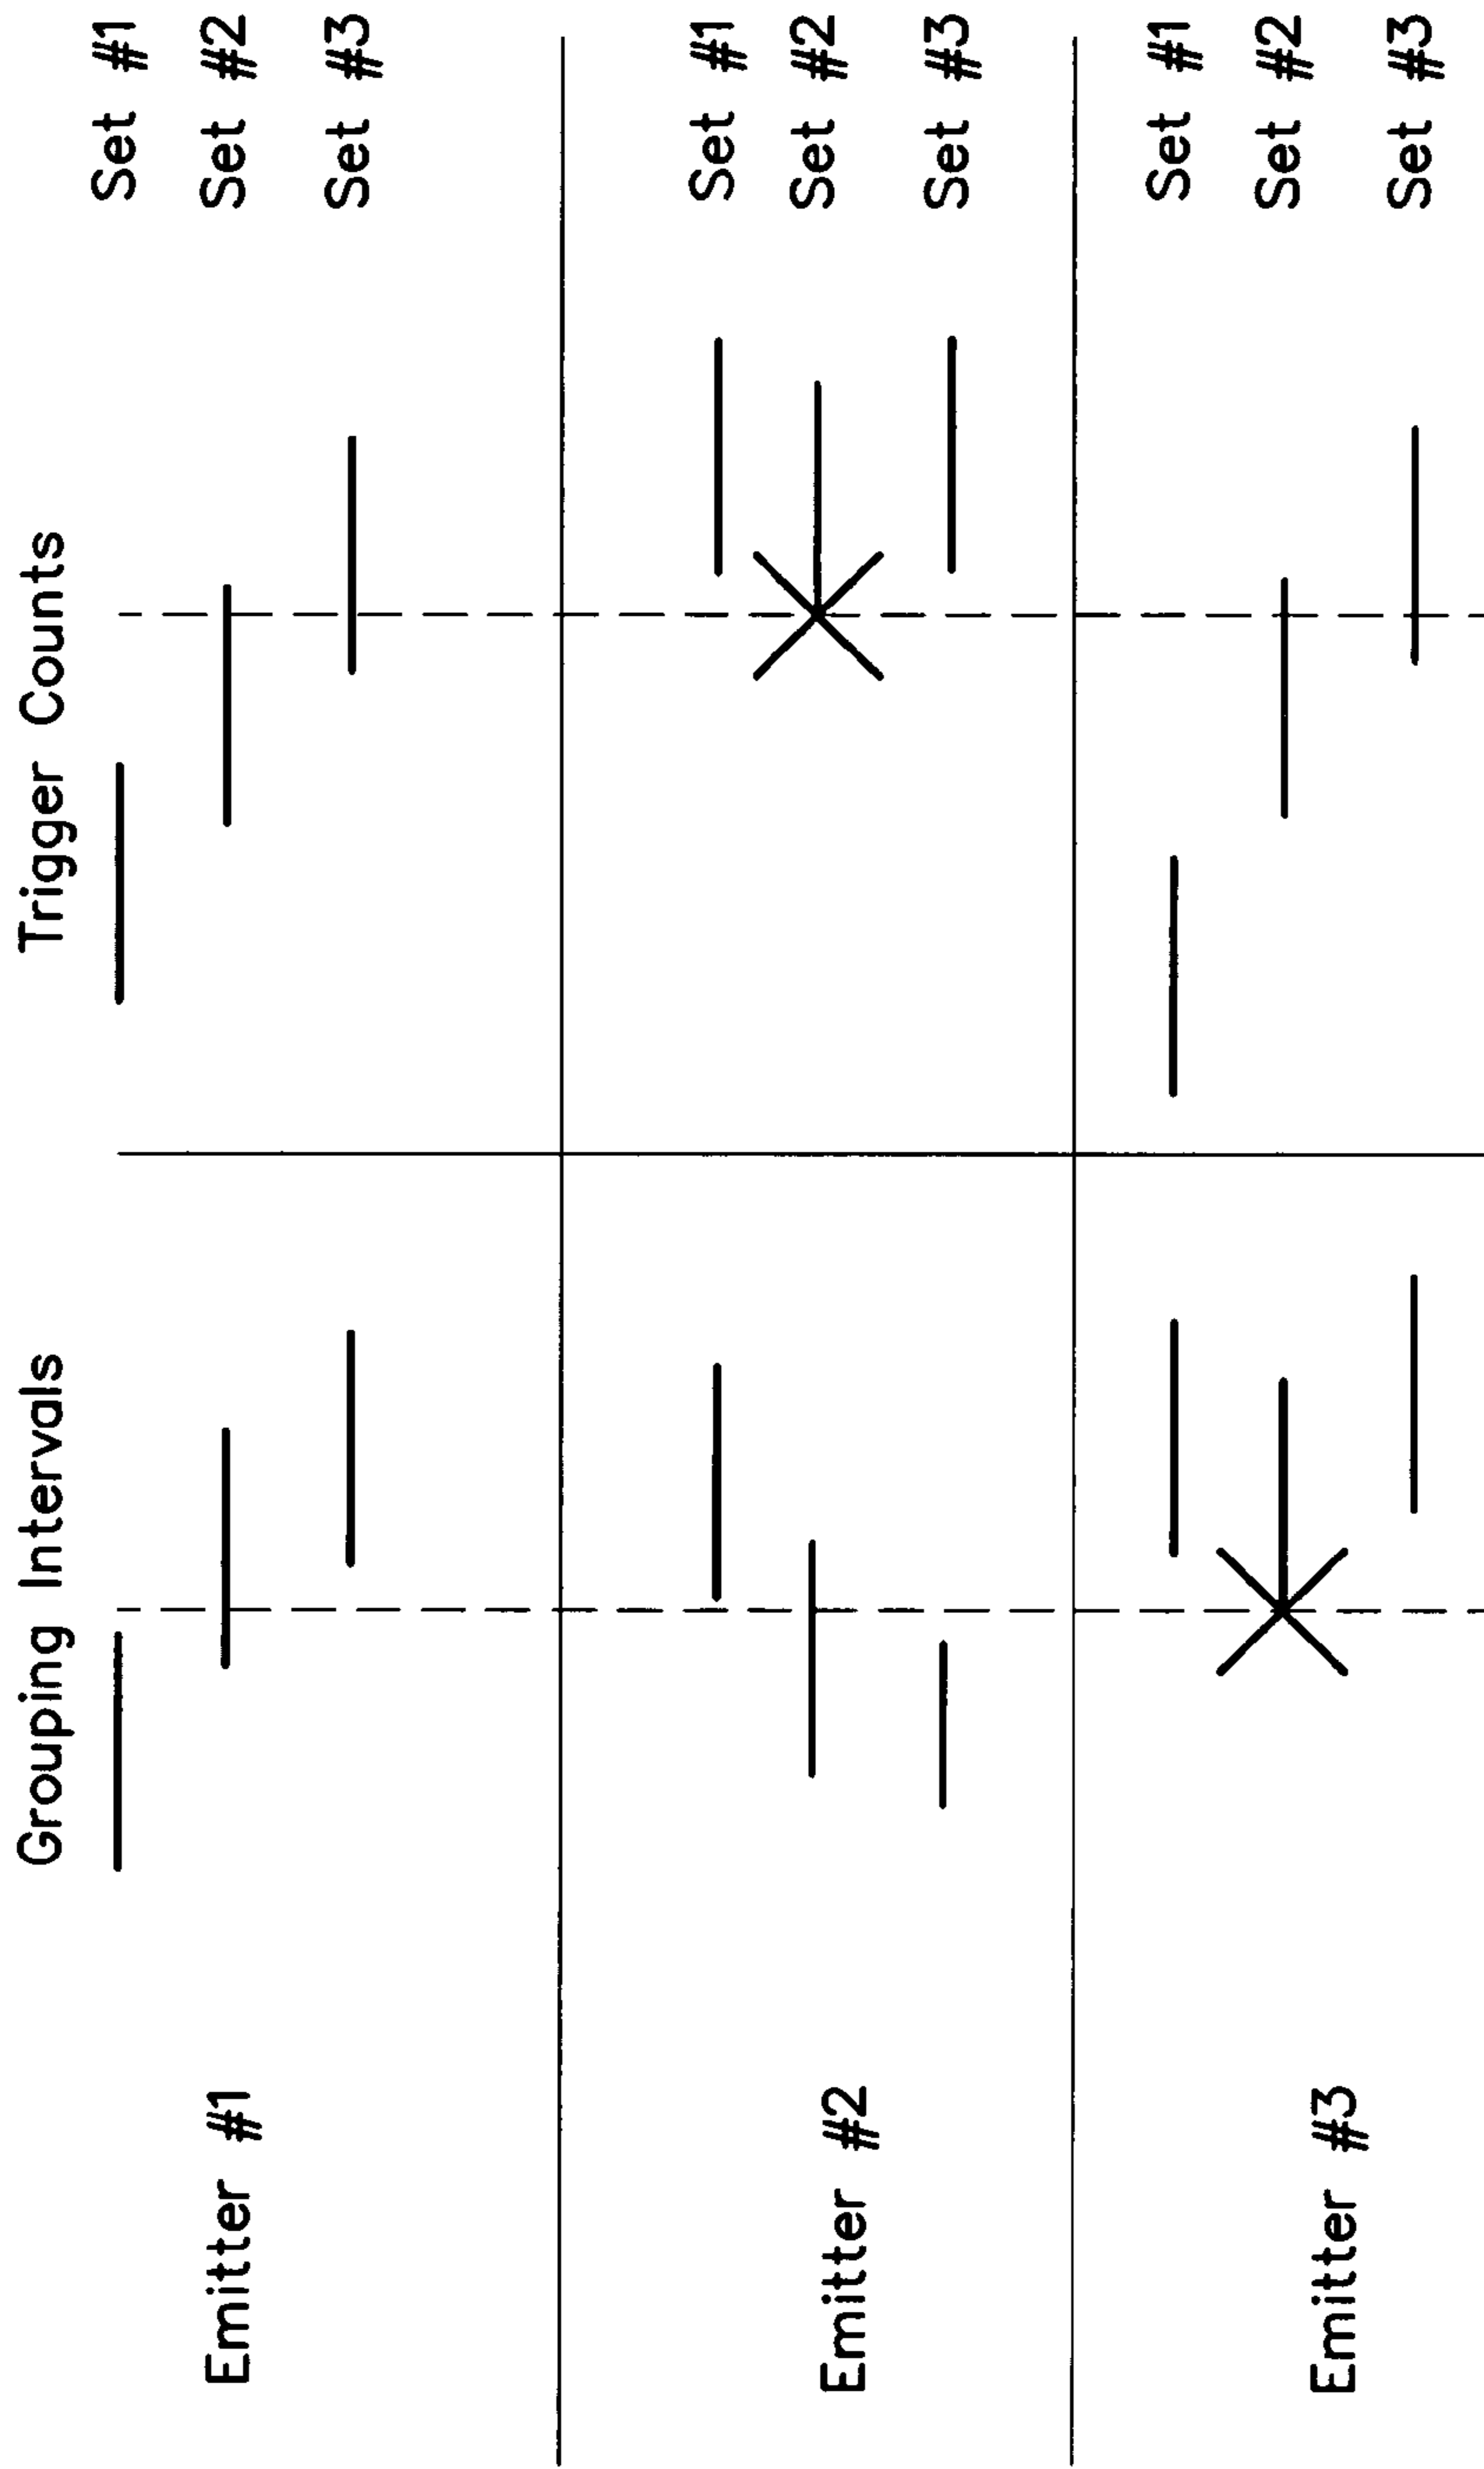 Grouping Intervals
Trigger Counts
Emitter #1
Set #1
Set #2
Set #3
Emitter #2
Set #1
Set #2
Set #3
Emitter #3
Set #1
Set #2
Set #3